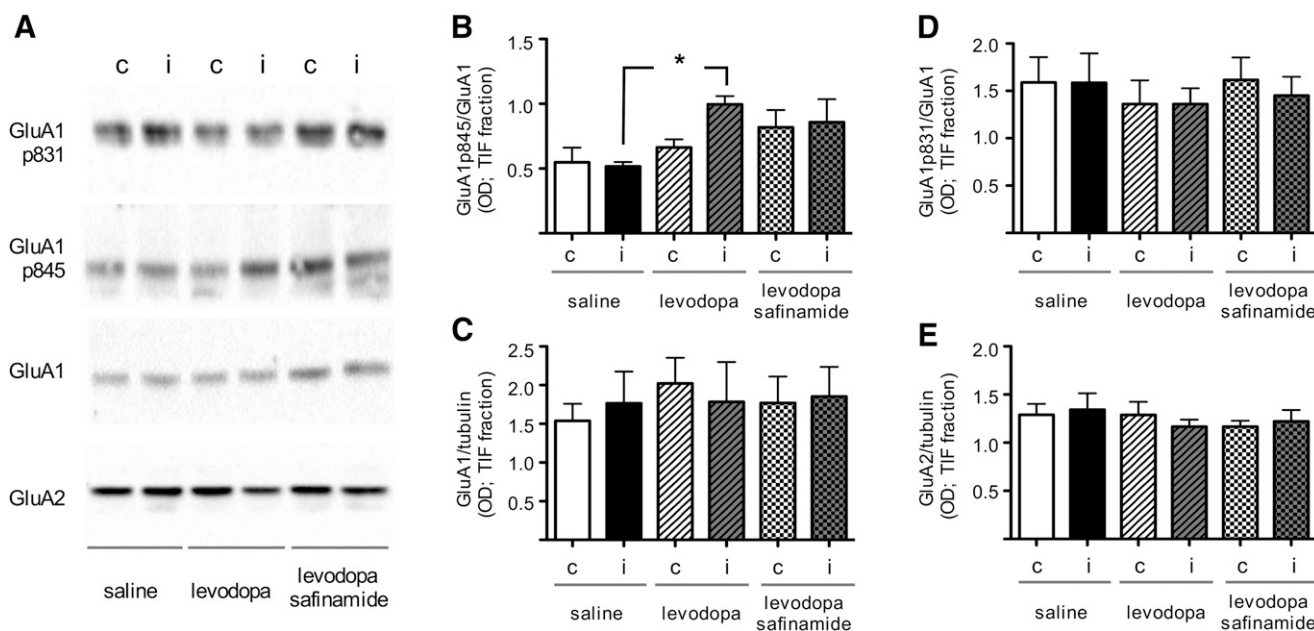 A
c i c i c i
GluA1
p831
GluA1
p845
GluA1
GluA2
saline levodopa levodopa
safinamide
B
GluA1p845/GluA1
(OD; TIF fraction)
1.5
1.0
0.5
*
c i c i c i
saline levodopa levodopa
safinamide
C
GluA1/tubulin
(OD; TIF fraction)
2.5
2.0
1.5
1.0
0.5
c i c i c i
saline levodopa levodopa
safinamide
D
GluA1p831/GluA1
(OD; TIF fraction)
2.0
1.5
1.0
0.5
c i c i c i
saline levodopa levodopa
safinamide
E
GluA2/tubulin
(OD; TIF fraction)
2.0
1.5
1.0
0.5
c i c i c i
saline levodopa levodopa
safinamide